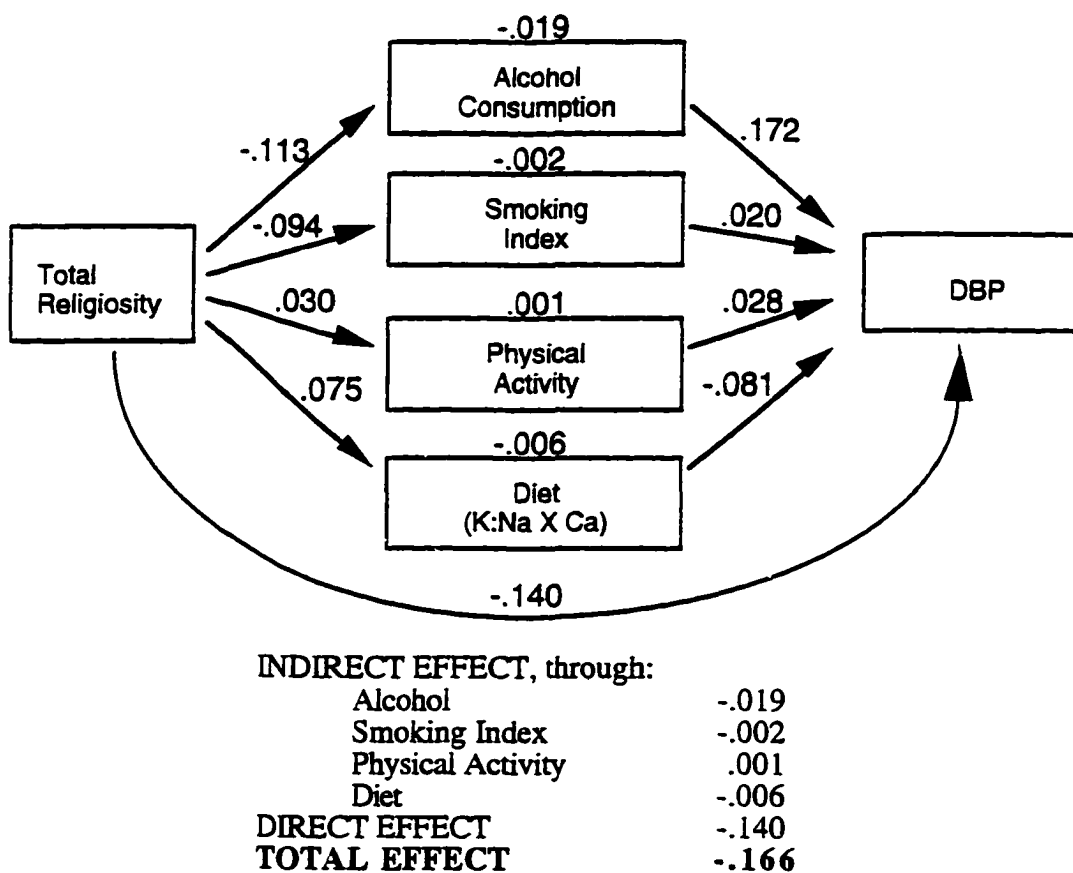 -.019
Alcohol
Consumption
-.113
.172
-.002
Smoking
Index
-.094
.020
Total
Religiosity
DBP
.030
.001
.028
Physical
Activity
.075
-.081
-.006
Diet
(K:Na X Ca)
-.140
INDIRECT EFFECT, through:
Alcohol -.019
Smoking Index -.002
Physical Activity .001
Diet -.006
DIRECT EFFECT -.140
TOTAL EFFECT -.166